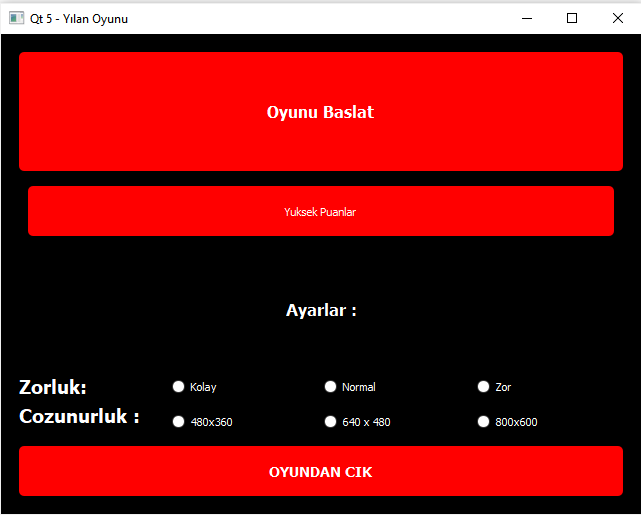 Qt 5 - Yılan Oyunu
Oyunu Baslat
Yuksek Puanlar
Ayarlar :
Zorluk: Kolay Normal Zor
Cozunurluk : 480x360 640 x 480 800x600
OYUNDAN CIK